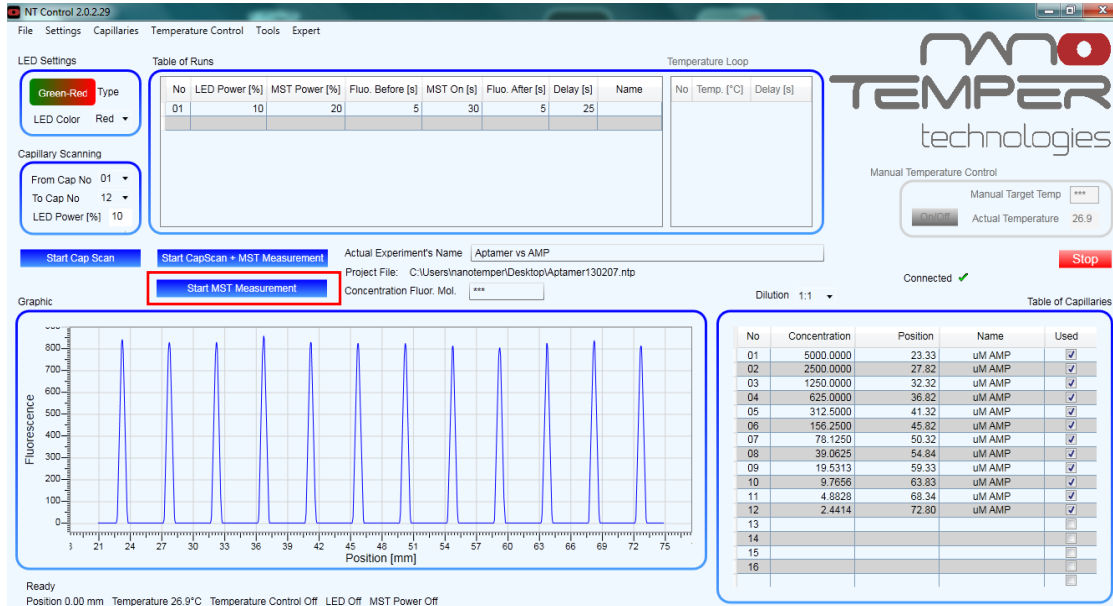 NT Control 2.0.2.29
File Settings Capillaries Temperature Control Tools Expert
NANO TEMPER technologies
LED Settings
Green-Red Type
LED Color Red
Table of Runs
No LED Power [%] MST Power [%] Fluo. Before [s] MST On [s] Fluo. After [s] Delay [s] Name
01 10 20 5 30 5 25
Temperature Loop
No Temp. [°C] Delay [s]
Capillary Scanning
From Cap No 01
To Cap No 12
LED Power [%] 10
Manual Temperature Control
Manual Target Temp ***
On/Off Actual Temperature 26.9
Start Cap Scan Start CapScan + MST Measurement
Start MST Measurement
Actual Experiment's Name Aptamer vs AMP
Project File: C:\Users\nanotemper\Desktop\Aptamer130207.ntp
Concentration Fluor. Mol. ***
Stop
Connected
Dilution 1:1
Graphic
800
700
600
500
400
300
200
100
0
Fluorescence
21 24 27 30 33 36 39 42 45 48 51 54 57 60 63 66 69 72 75
Position [mm]
Table of Capillaries
No Concentration Position Name Used
01 5000.0000 23.33 uM AMP
02 2500.0000 27.82 uM AMP
03 1250.0000 32.32 uM AMP
04 625.0000 36.82 uM AMP
05 312.5000 41.32 uM AMP
06 156.2500 45.82 uM AMP
07 78.1250 50.32 uM AMP
08 39.0625 54.84 uM AMP
09 19.5313 59.33 uM AMP
10 9.7656 63.83 uM AMP
11 4.8828 68.34 uM AMP
12 2.4414 72.80 uM AMP
13
14
15
16
Ready
Position 0.00 mm Temperature 26.9°C Temperature Control Off LED Off MST Power Off